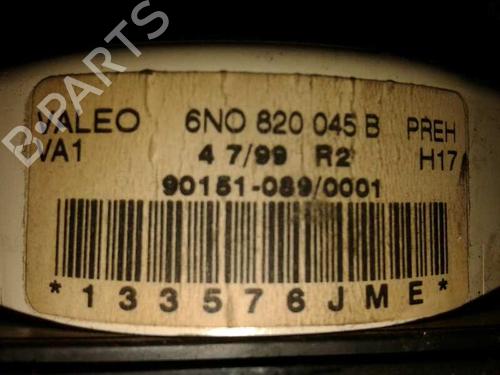 VALEO 6N0 820 045 B PREH
VA1 4 7/99 R2 H17
90151-089/0001
*133576JME*
B-PARTS